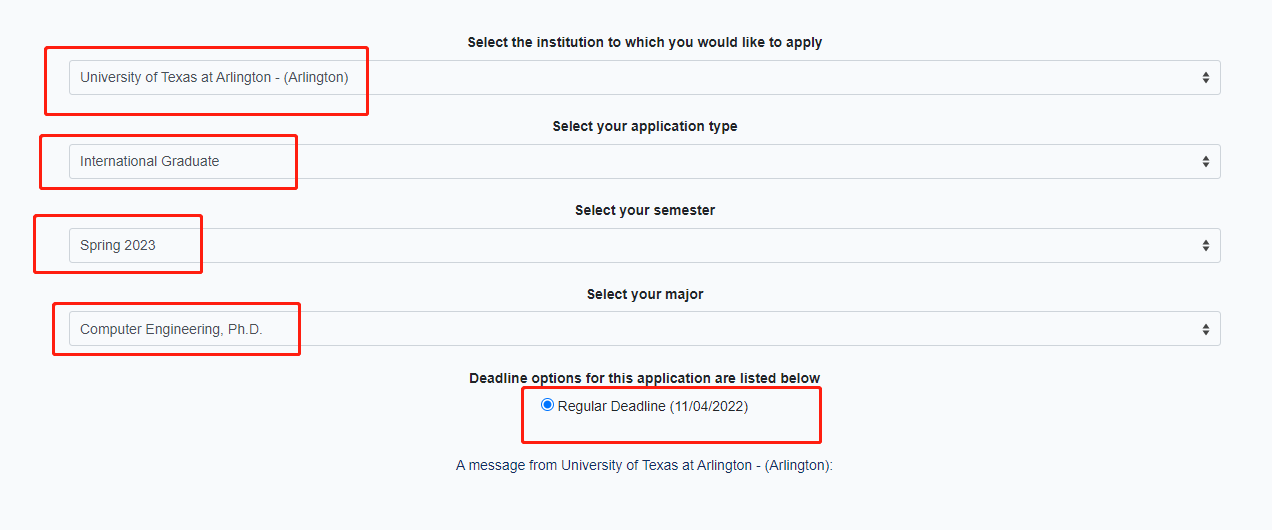 Select the institution to which you would like to apply
University of Texas at Arlington - (Arlington)
Select your application type
International Graduate
Select your semester
Spring 2023
Select your major
Computer Engineering, Ph.D.
Deadline options for this application are listed below
Regular Deadline (11/04/2022)
A message from University of Texas at Arlington - (Arlington):